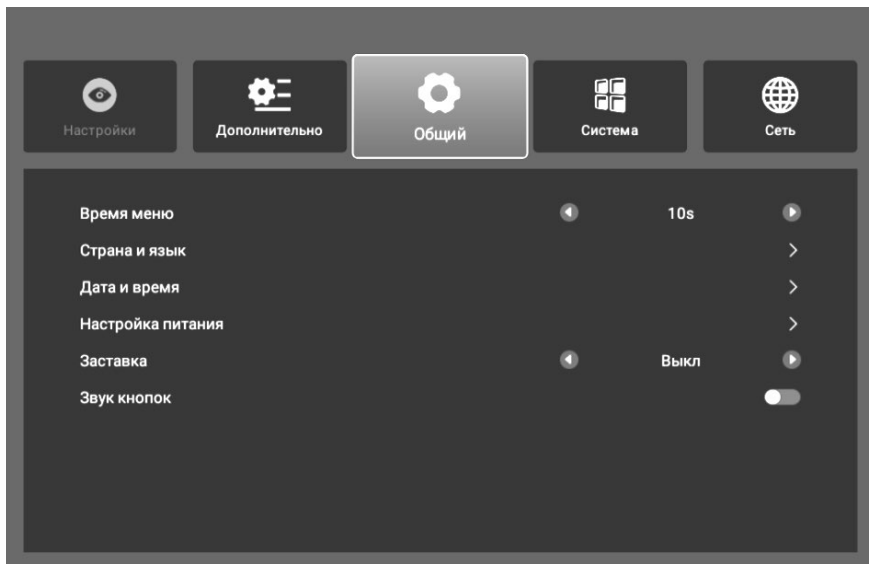 Настройки
Дополнительно
Общий
Система
Сеть
Время меню 10s
Страна и язык
Дата и время
Настройка питания
Заставка Выкл
Звук кнопок